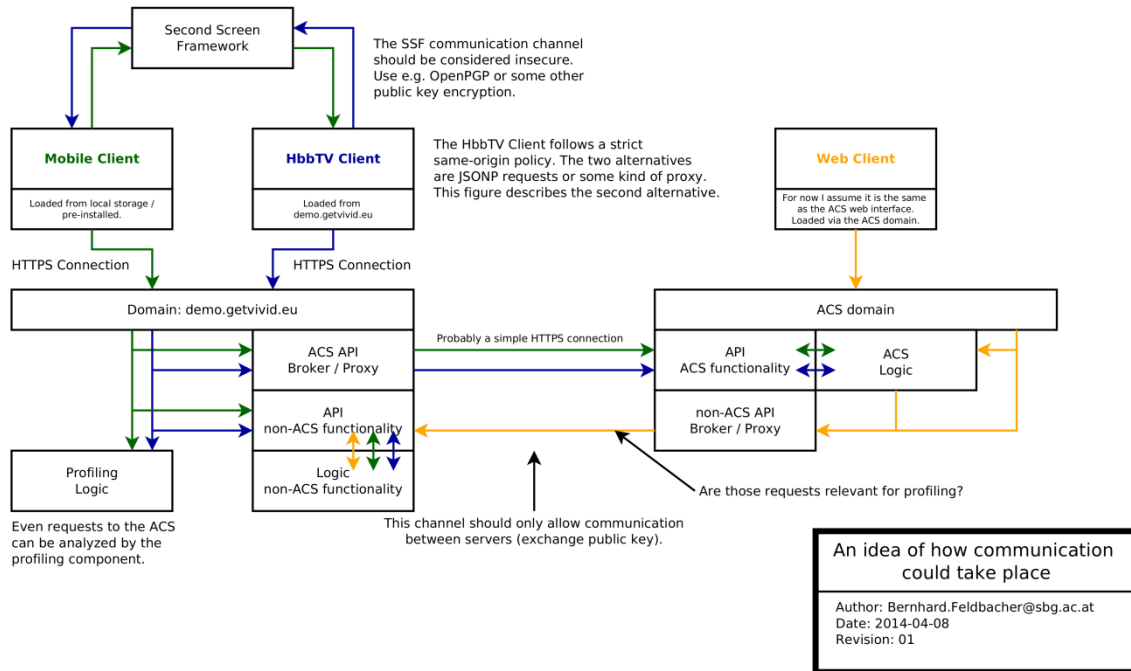 Second Screen
Framework
The SSF communication channel
should be considered insecure.
Use e.g. OpenPGP or some other
public key encryption.
Mobile Client
Loaded from local storage /
pre-installed.
HbbTV Client
Loaded from
demo.getvivid.eu
The HbbTV Client follows a strict
same-origin policy. The two alternatives
are JSONP requests or some kind of proxy.
This figure describes the second alternative.
Web Client
For now I assume it is the same
as the ACS web interface.
Loaded via the ACS domain.
HTTPS Connection
HTTPS Connection
Domain: demo.getvivid.eu
ACS domain
ACS API
Broker / Proxy
Probably a simple HTTPS connection
API
ACS functionality
ACS
Logic
API
non-ACS functionality
non-ACS API
Broker / Proxy
Profiling
Logic
Logic
non-ACS functionality
Are those requests relevant for profiling?
Even requests to the ACS
can be analyzed by the
profiling component.
This channel should only allow communication
between servers (exchange public key).
An idea of how communication
could take place
Author: Bernhard.Feldbacher@sbg.ac.at
Date: 2014-04-08
Revision: 01